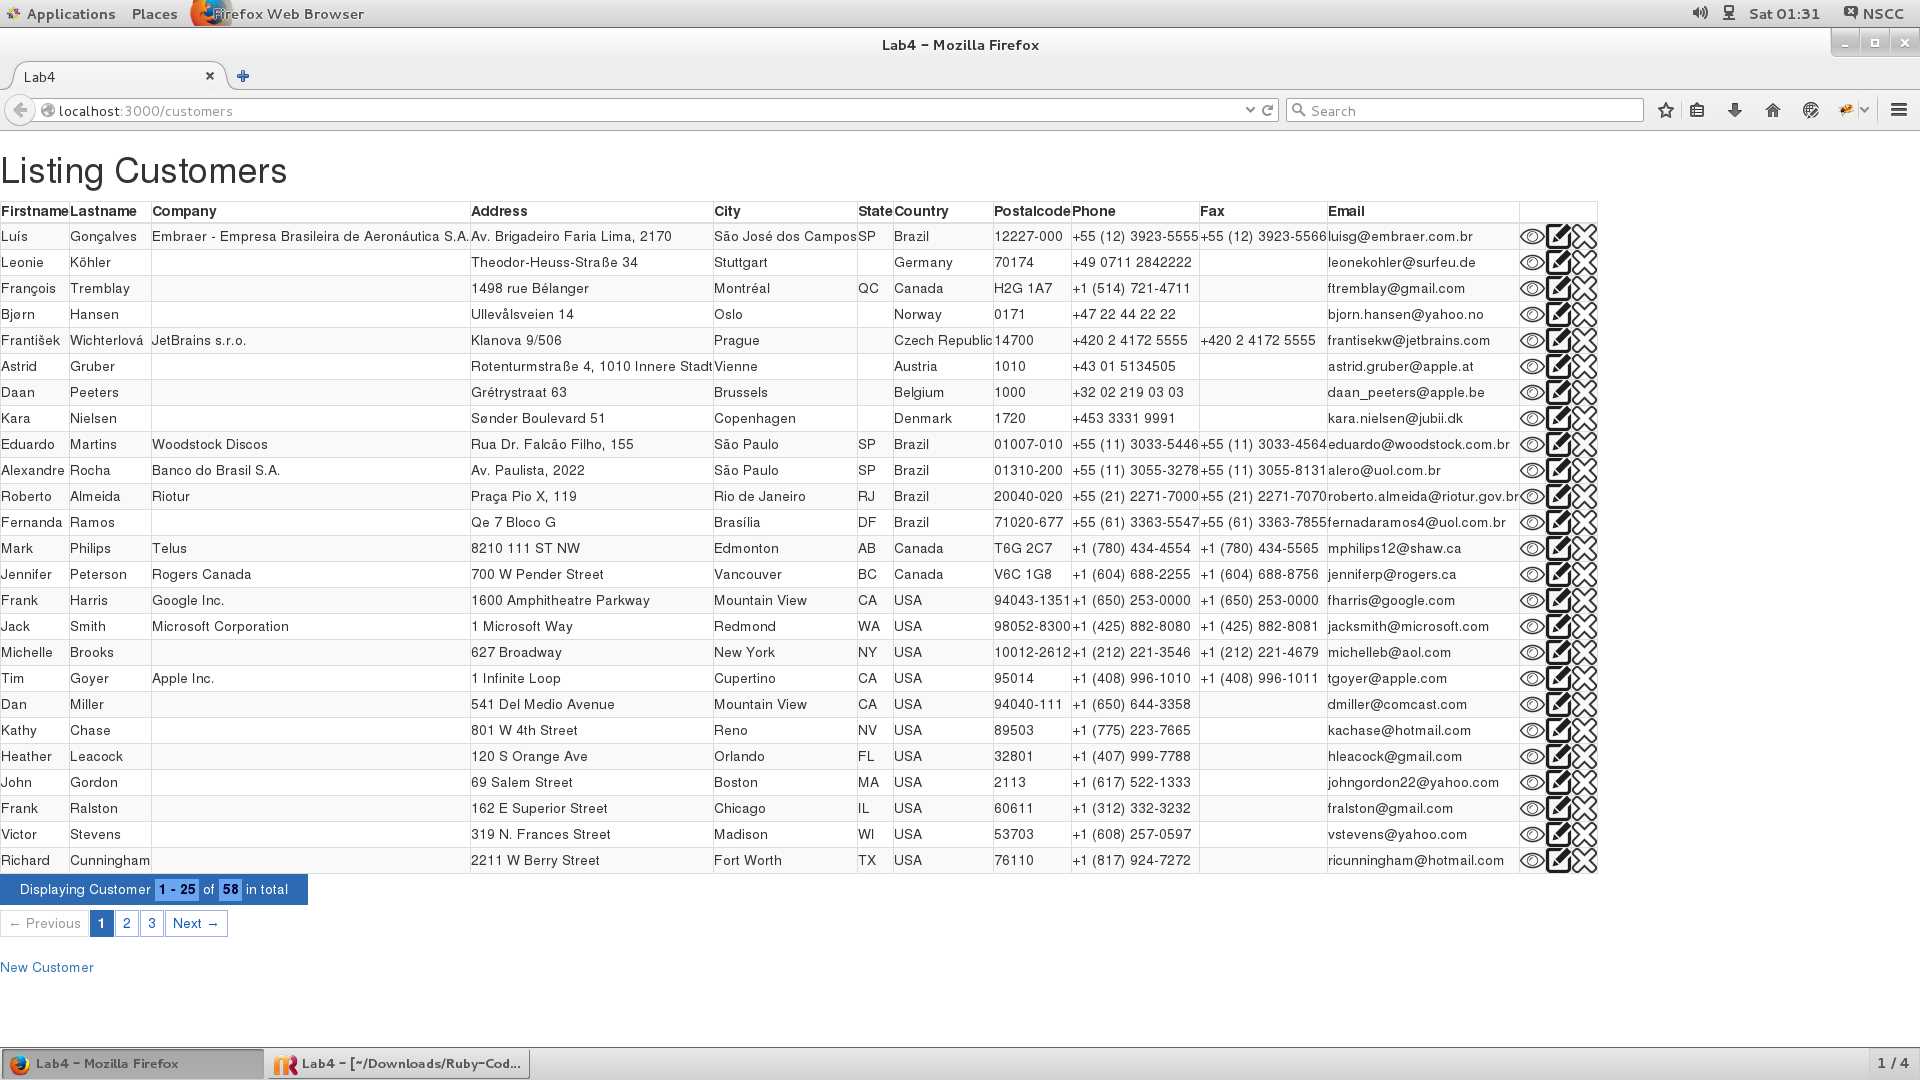 Applications Places Firefox Web Browser Sat 01:31 NSCC
Lab4 - Mozilla Firefox
Lab4
localhost:3000/customers Search
Listing Customers
Firstname Lastname Company Address City State Country Postalcode Phone Fax Email
Luís Gonçalves Embraer - Empresa Brasileira de Aeronáutica S.A. Av. Brigadeiro Faria Lima, 2170 São José dos Campos SP Brazil 12227-000 +55 (12) 3923-5555 +55 (12) 3923-5566 luisg@embraer.com.br
Leonie Köhler Theodor-Heuss-Straße 34 Stuttgart Germany 70174 +49 0711 2842222 leonekohler@surfeu.de
François Tremblay 1498 rue Bélanger Montréal QC Canada H2G 1A7 +1 (514) 721-4711 ftremblay@gmail.com
Bjørn Hansen Ullevålsveien 14 Oslo Norway 0171 +47 22 44 22 22 bjorn.hansen@yahoo.no
František Wichterlová JetBrains s.r.o. Klanova 9/506 Prague Czech Republic 14700 +420 2 4172 5555 +420 2 4172 5555 frantisekw@jetbrains.com
Astrid Gruber Rotenturmstraße 4, 1010 Innere Stadt Vienne Austria 1010 +43 01 5134505 astrid.gruber@apple.at
Daan Peeters Grétrystraat 63 Brussels Belgium 1000 +32 02 219 03 03 daan_peeters@apple.be
Kara Nielsen Sønder Boulevard 51 Copenhagen Denmark 1720 +453 3331 9991 kara.nielsen@jubii.dk
Eduardo Martins Woodstock Discos Rua Dr. Falcão Filho, 155 São Paulo SP Brazil 01007-010 +55 (11) 3033-5446 +55 (11) 3033-4564 eduardo@woodstock.com.br
Alexandre Rocha Banco do Brasil S.A. Av. Paulista, 2022 São Paulo SP Brazil 01310-200 +55 (11) 3055-3278 +55 (11) 3055-8131 alero@uol.com.br
Roberto Almeida Riotur Praça Pio X, 119 Rio de Janeiro RJ Brazil 20040-020 +55 (21) 2271-7000 +55 (21) 2271-7070 roberto.almeida@riotur.gov.br
Fernanda Ramos Qe 7 Bloco G Brasília DF Brazil 71020-677 +55 (61) 3363-5547 +55 (61) 3363-7855 fernadaramos4@uol.com.br
Mark Philips Telus 8210 111 ST NW Edmonton AB Canada T6G 2C7 +1 (780) 434-4554 +1 (780) 434-5565 mphilips12@shaw.ca
Jennifer Peterson Rogers Canada 700 W Pender Street Vancouver BC Canada V6C 1G8 +1 (604) 688-2255 +1 (604) 688-8756 jenniferp@rogers.ca
Frank Harris Google Inc. 1600 Amphitheatre Parkway Mountain View CA USA 94043-1351 +1 (650) 253-0000 +1 (650) 253-0000 fharris@google.com
Jack Smith Microsoft Corporation 1 Microsoft Way Redmond WA USA 98052-8300 +1 (425) 882-8080 +1 (425) 882-8081 jacksmith@microsoft.com
Michelle Brooks 627 Broadway New York NY USA 10012-2612 +1 (212) 221-3546 +1 (212) 221-4679 michelleb@aol.com
Tim Goyer Apple Inc. 1 Infinite Loop Cupertino CA USA 95014 +1 (408) 996-1010 +1 (408) 996-1011 tgoyer@apple.com
Dan Miller 541 Del Medio Avenue Mountain View CA USA 94040-111 +1 (650) 644-3358 dmiller@comcast.com
Kathy Chase 801 W 4th Street Reno NV USA 89503 +1 (775) 223-7665 kachase@hotmail.com
Heather Leacock 120 S Orange Ave Orlando FL USA 32801 +1 (407) 999-7788 hleacock@gmail.com
John Gordon 69 Salem Street Boston MA USA 2113 +1 (617) 522-1333 johngordon22@yahoo.com
Frank Ralston 162 E Superior Street Chicago IL USA 60611 +1 (312) 332-3232 fralston@gmail.com
Victor Stevens 319 N. Frances Street Madison WI USA 53703 +1 (608) 257-0597 vstevens@yahoo.com
Richard Cunningham 2211 W Berry Street Fort Worth TX USA 76110 +1 (817) 924-7272 ricunningham@hotmail.com
Displaying Customer 1 - 25 of 58 in total
← Previous 1 2 3 Next →
New Customer
Lab4 - Mozilla Firefox Lab4 - [~/Downloads/Ruby-Cod... 1 / 4